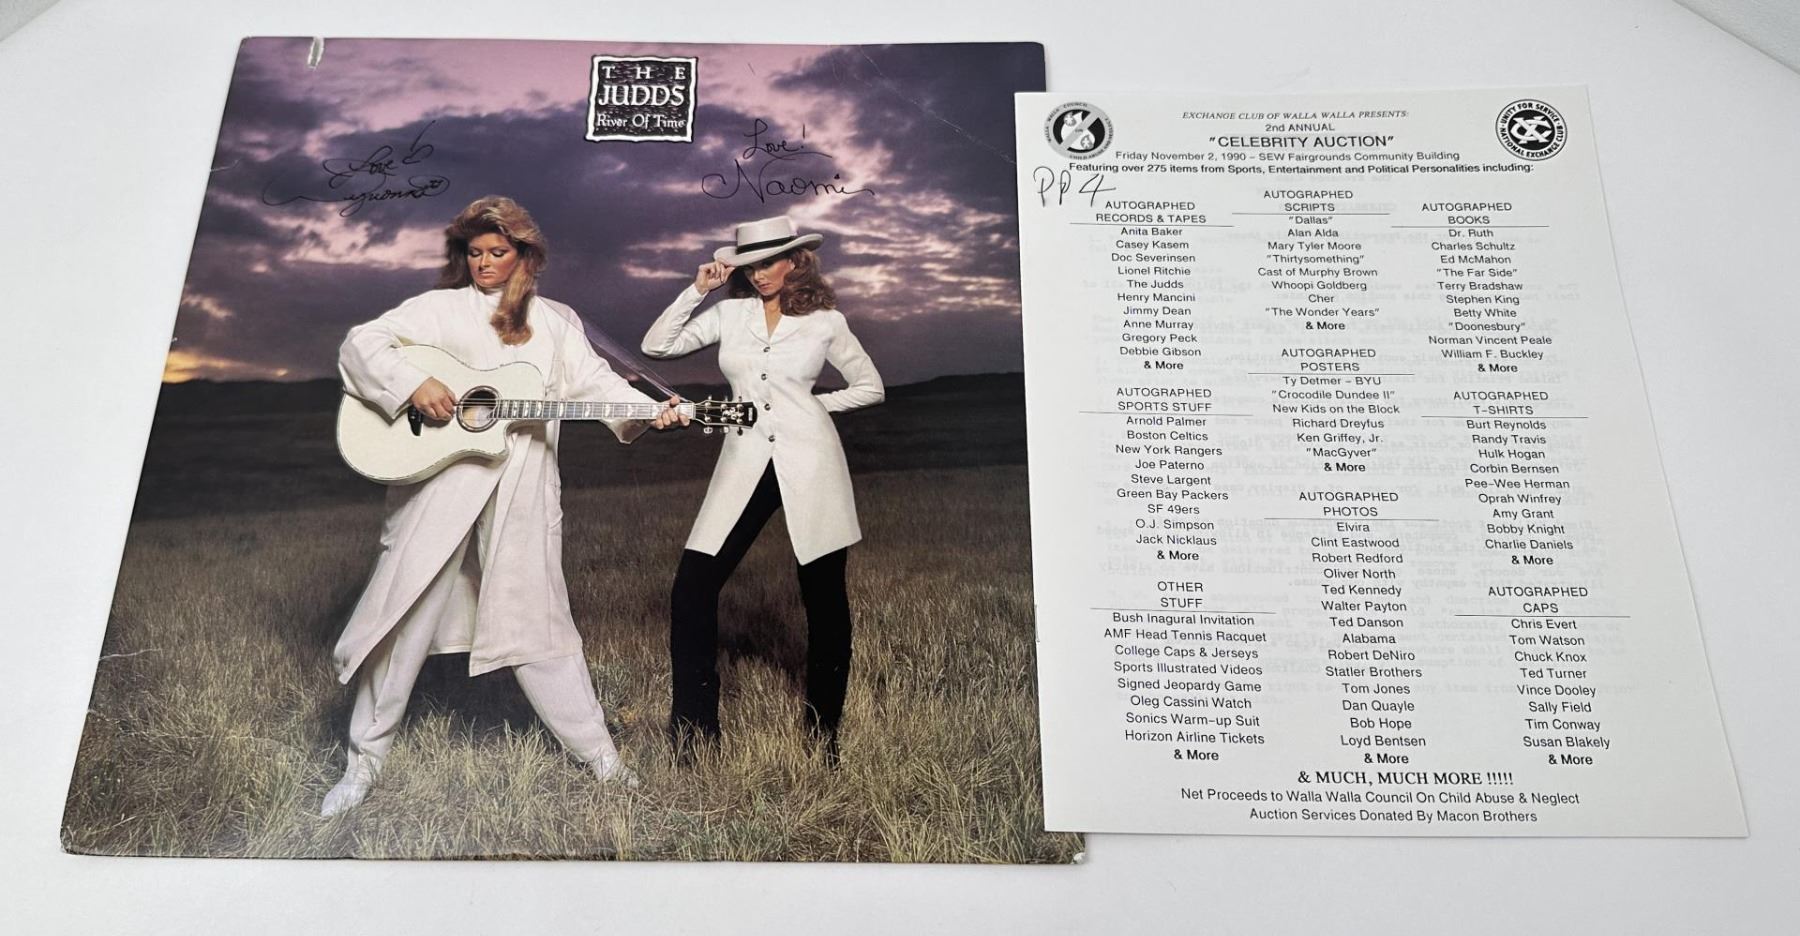 THE
JUDDS
River Of Time
Love
Wynonna
Love!
Naomi
EXCHANGE CLUB OF WALLA WALLA PRESENTS:
2nd ANNUAL
"CELEBRITY AUCTION"
Friday November 2, 1990 – SEW Fairgrounds Community Building
Featuring over 275 items from Sports, Entertainment and Political Personalities including:
UNITY FOR SERVICE
NATIONAL EXCHANGE CLUB
PP4
AUTOGRAPHED
RECORDS & TAPES
Anita Baker
Casey Kasem
Doc Severinsen
Lionel Ritchie
The Judds
Henry Mancini
Jimmy Dean
Anne Murray
Gregory Peck
Debbie Gibson
& More
AUTOGRAPHED
SPORTS STUFF
Arnold Palmer
Boston Celtics
New York Rangers
Joe Paterno
Steve Largent
Green Bay Packers
SF 49ers
O.J. Simpson
Jack Nicklaus
& More
OTHER
STUFF
Bush Inagural Invitation
AMF Head Tennis Racquet
College Caps & Jerseys
Sports Illustrated Videos
Signed Jeopardy Game
Oleg Cassini Watch
Sonics Warm-up Suit
Horizon Airline Tickets
& More
AUTOGRAPHED
SCRIPTS
"Dallas"
Alan Alda
Mary Tyler Moore
"Thirtysomething"
Cast of Murphy Brown
Whoopi Goldberg
Cher
"The Wonder Years"
& More
AUTOGRAPHED
POSTERS
Ty Detmer – BYU
"Crocodile Dundee II"
New Kids on the Block
Richard Dreyfus
Ken Griffey, Jr.
"MacGyver"
& More
AUTOGRAPHED
PHOTOS
Elvira
Clint Eastwood
Robert Redford
Oliver North
Ted Kennedy
Walter Payton
Ted Danson
Alabama
Robert DeNiro
Statler Brothers
Tom Jones
Dan Quayle
Bob Hope
Loyd Bentsen
& More
AUTOGRAPHED
BOOKS
Dr. Ruth
Charles Schultz
Ed McMahon
"The Far Side"
Terry Bradshaw
Stephen King
Betty White
"Doonesbury"
Norman Vincent Peale
William F. Buckley
& More
AUTOGRAPHED
T-SHIRTS
Burt Reynolds
Randy Travis
Hulk Hogan
Corbin Bernsen
Pee-Wee Herman
Oprah Winfrey
Amy Grant
Bobby Knight
Charlie Daniels
& More
AUTOGRAPHED
CAPS
Chris Evert
Tom Watson
Chuck Knox
Ted Turner
Vince Dooley
Sally Field
Tim Conway
Susan Blakely
& More
& MUCH, MUCH MORE !!!!!
Net Proceeds to Walla Walla Council On Child Abuse & Neglect
Auction Services Donated By Macon Brothers